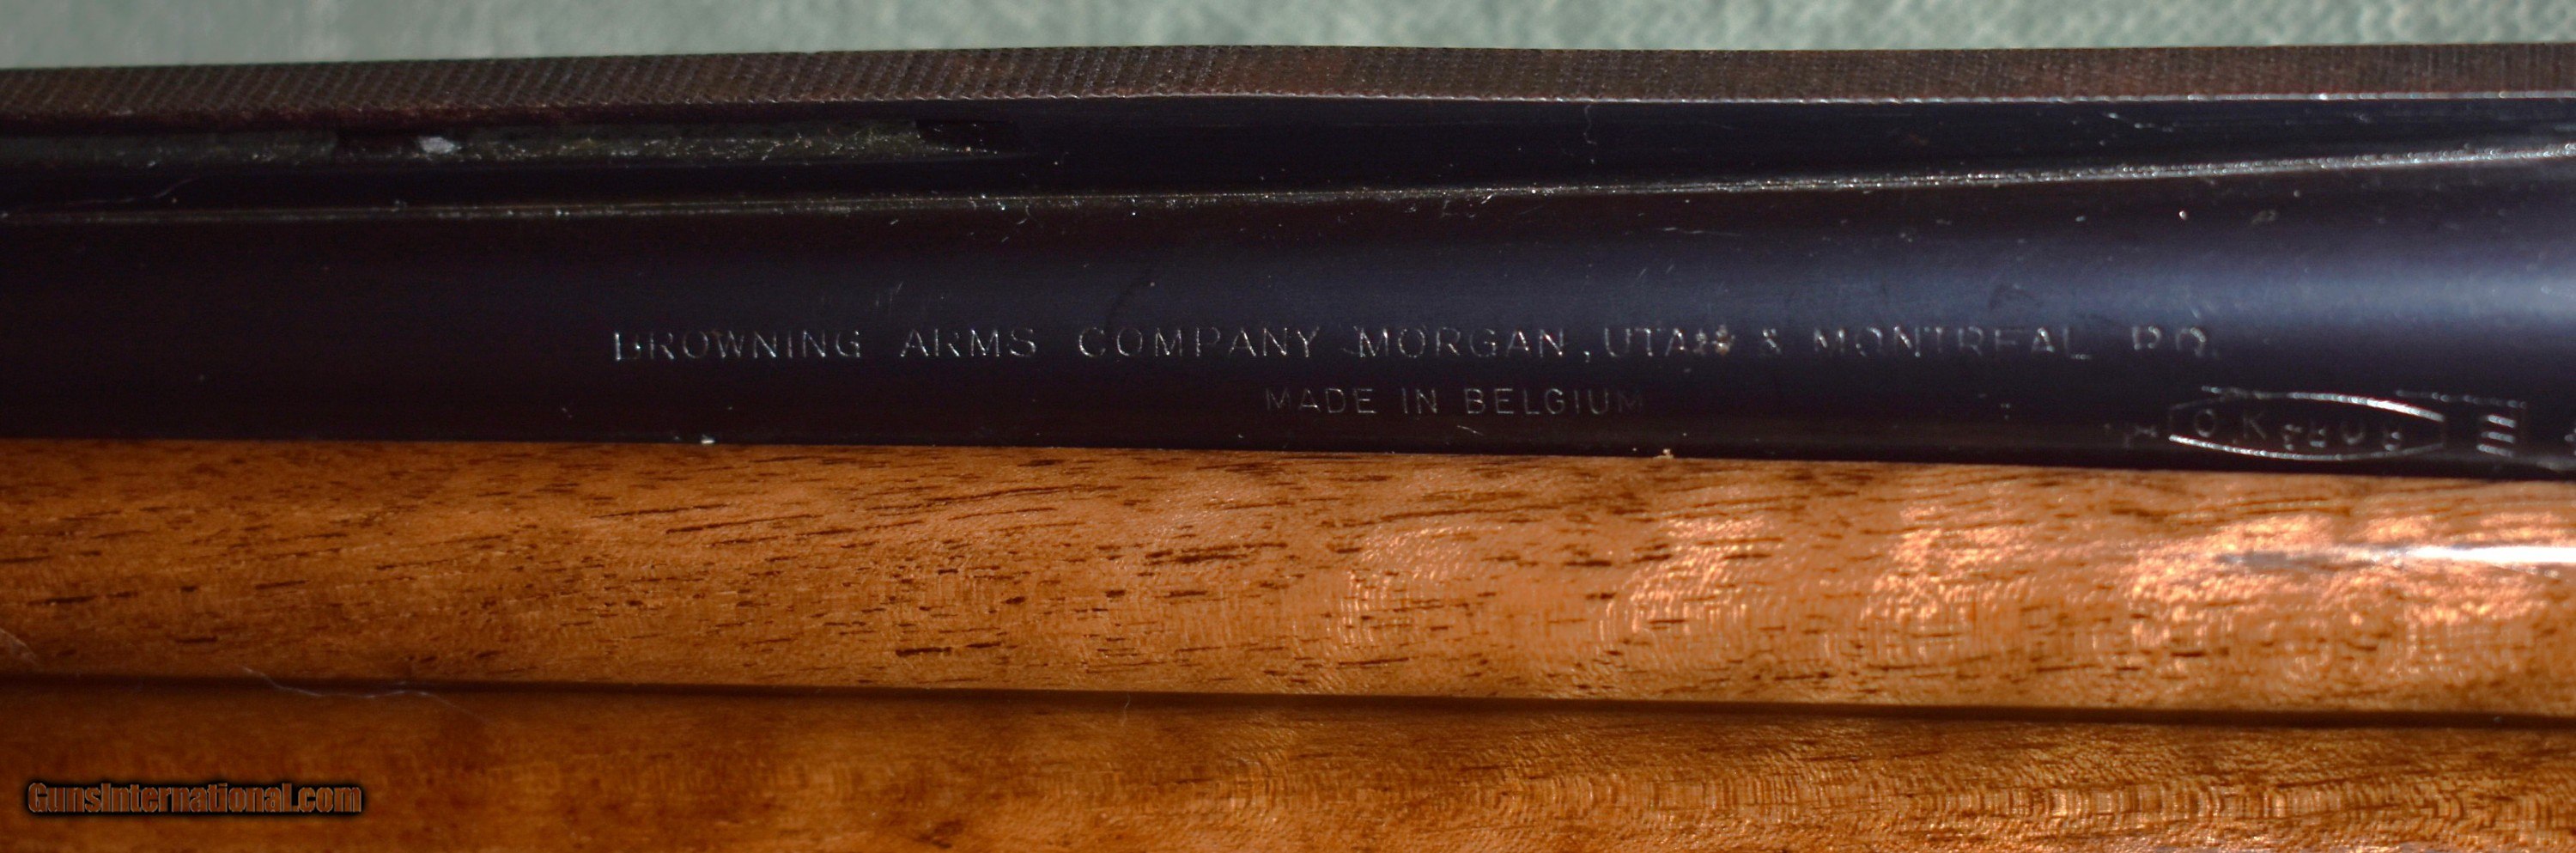 BROWNING ARMS COMPANY MORGAN, UTAH & MONTREAL P.Q.
MADE IN BELGIUM
O.K
GunsInternational.com